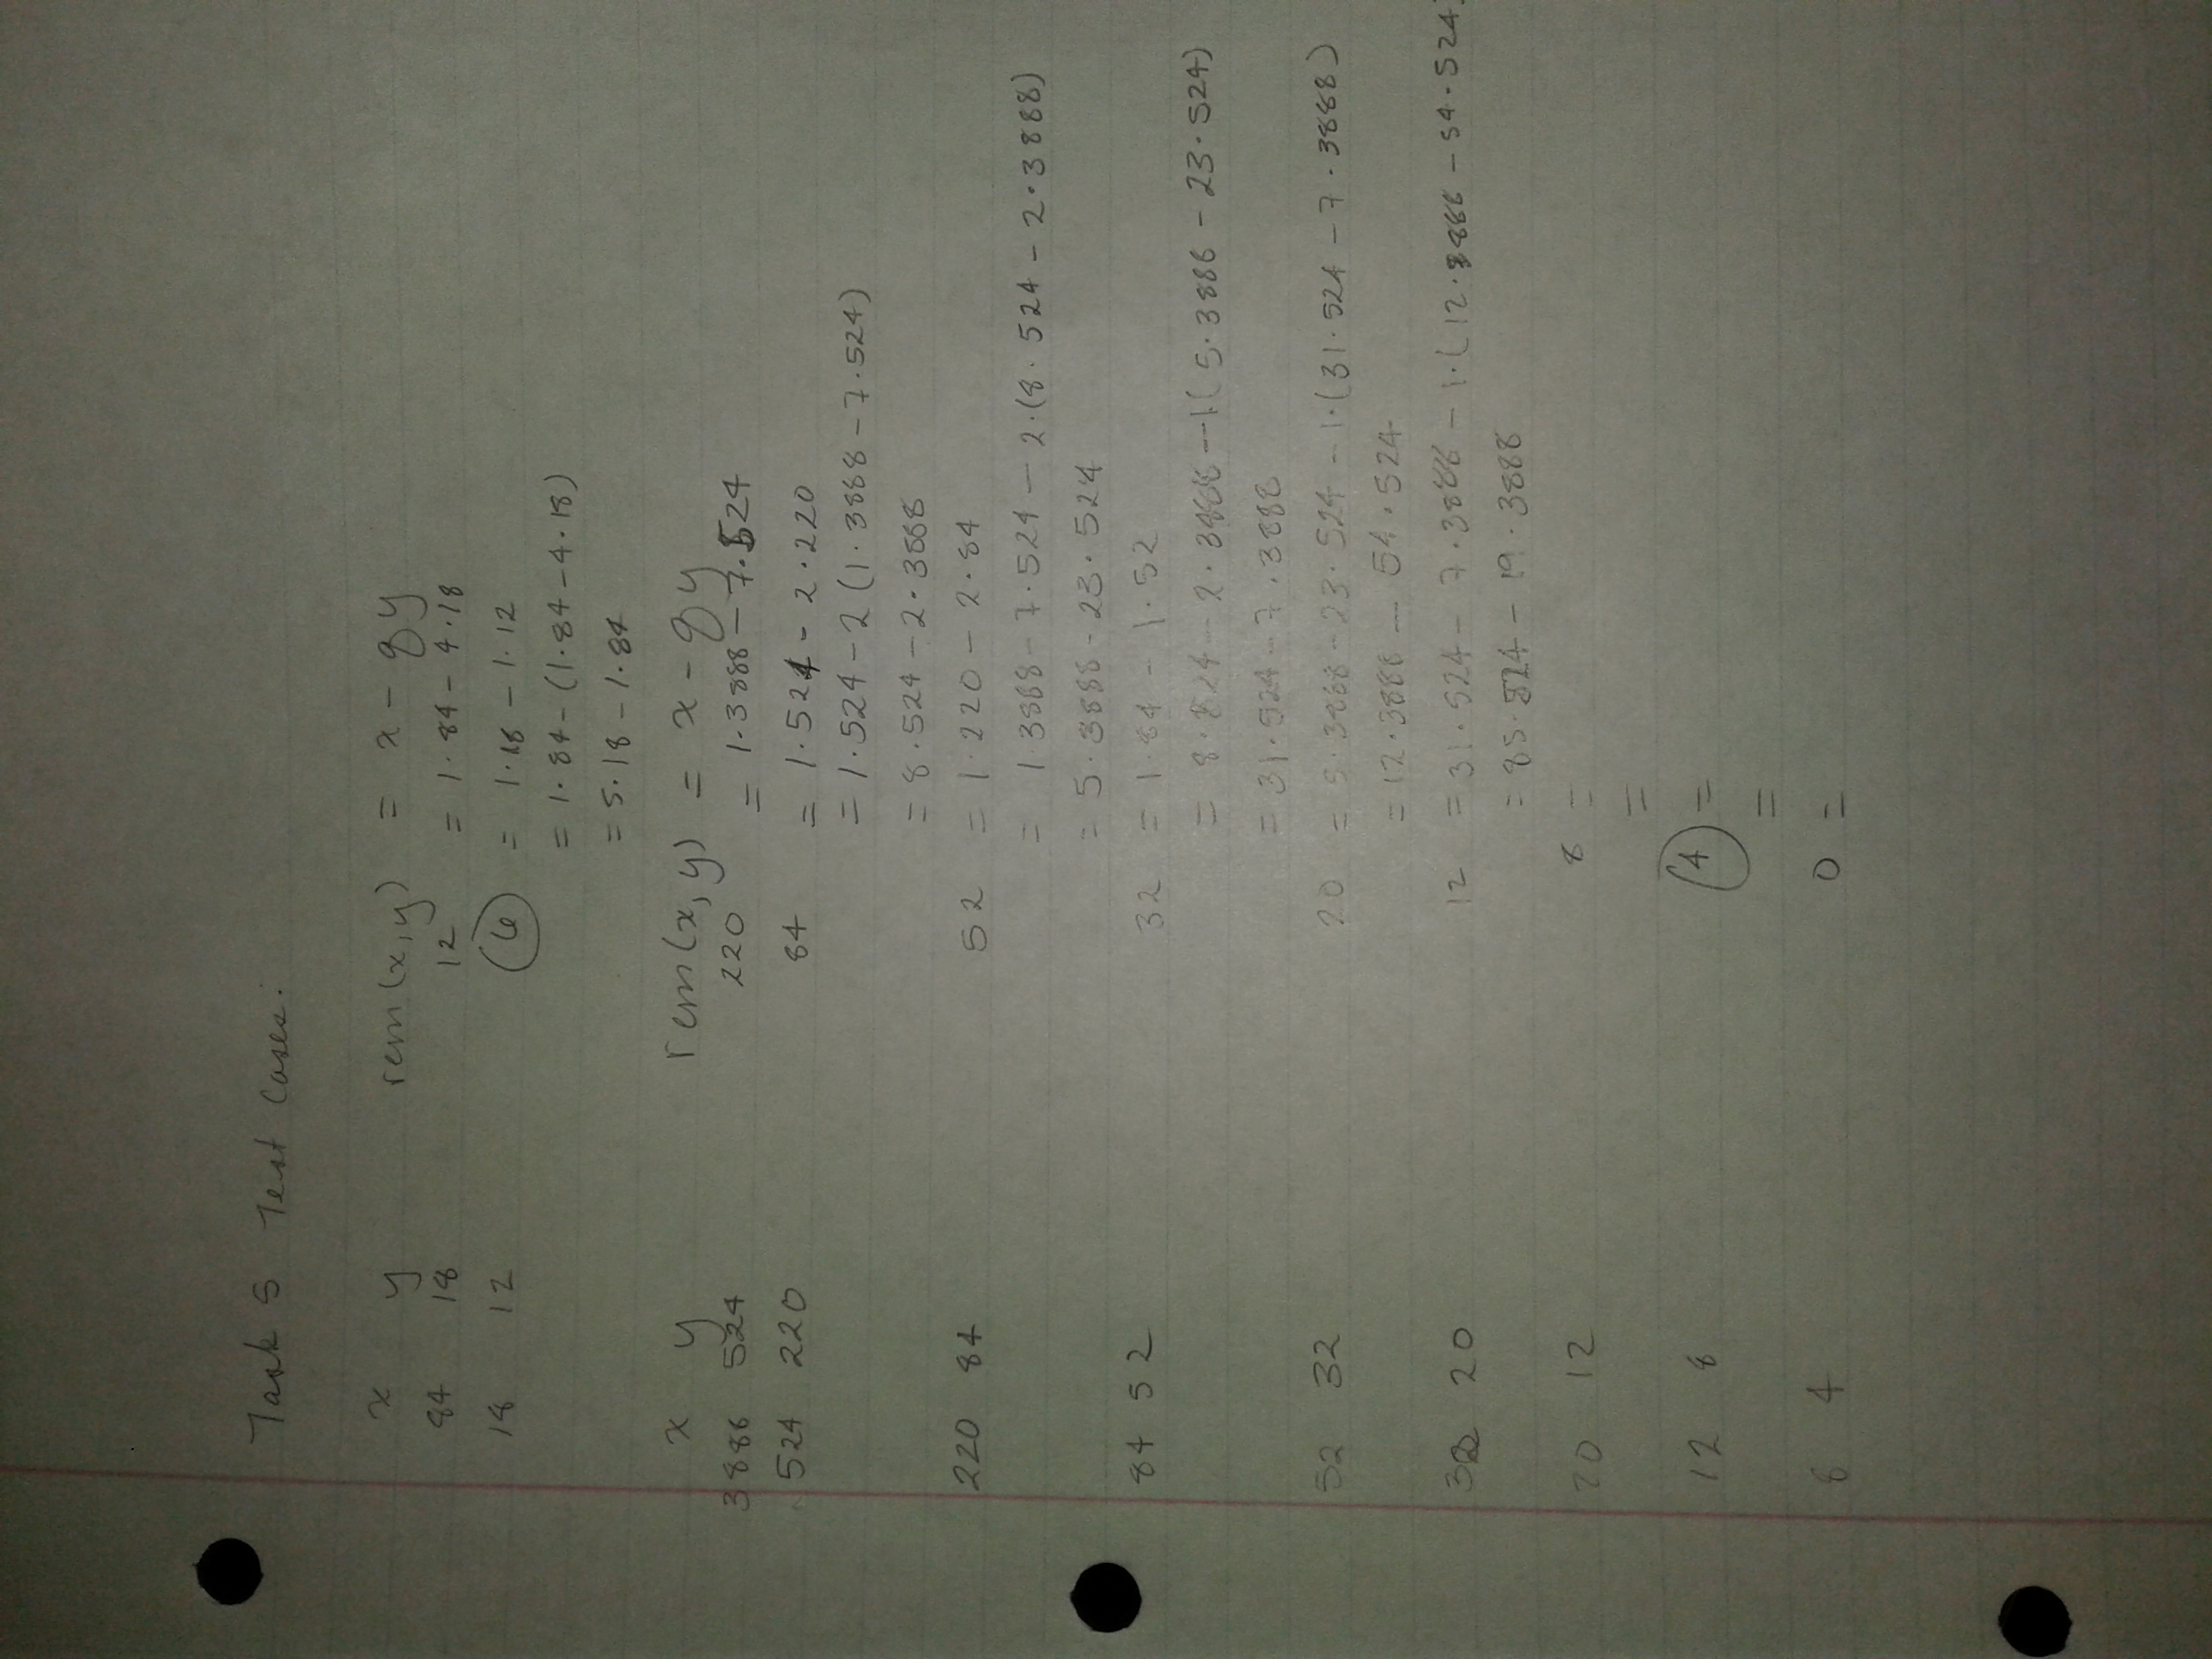 Task 5 Test Cases:
x y rem(x,y) = x - qy
84 18 12 = 1·84 - 4·18
18 12 6 = 1·18 - 1·12
= 1·84 - (1·84 - 4·18)
= 5·18 - 1·84
x y rem(x,y) = x - qy
3888 524 220 = 1·3888 - 7·524
524 220 84 = 1·524 - 2·220
= 1·524 - 2(1·3888 - 7·524)
= 8·524 - 2·3888
220 84 52 = 1·220 - 2·84
= 1·3888 - 7·524 - 2·(8·524 - 2·3888)
= 5·3888 - 23·524
84 52 32 = 1·84 - 1·52
= 8·524 - 2·3888 - 1(5·3888 - 23·524)
= 31·524 - 7·3888
52 32 20 = 5·3888 - 23·524 - 1·(31·524 - 7·3888)
= 12·3888 - 54·524
32 20 12 = 31·524 - 7·3888 - 1·(12·3888 - 54·524)
= 85·524 - 19·3888
20 12 8 =
=
12 8 4 =
=
8 4 0 =